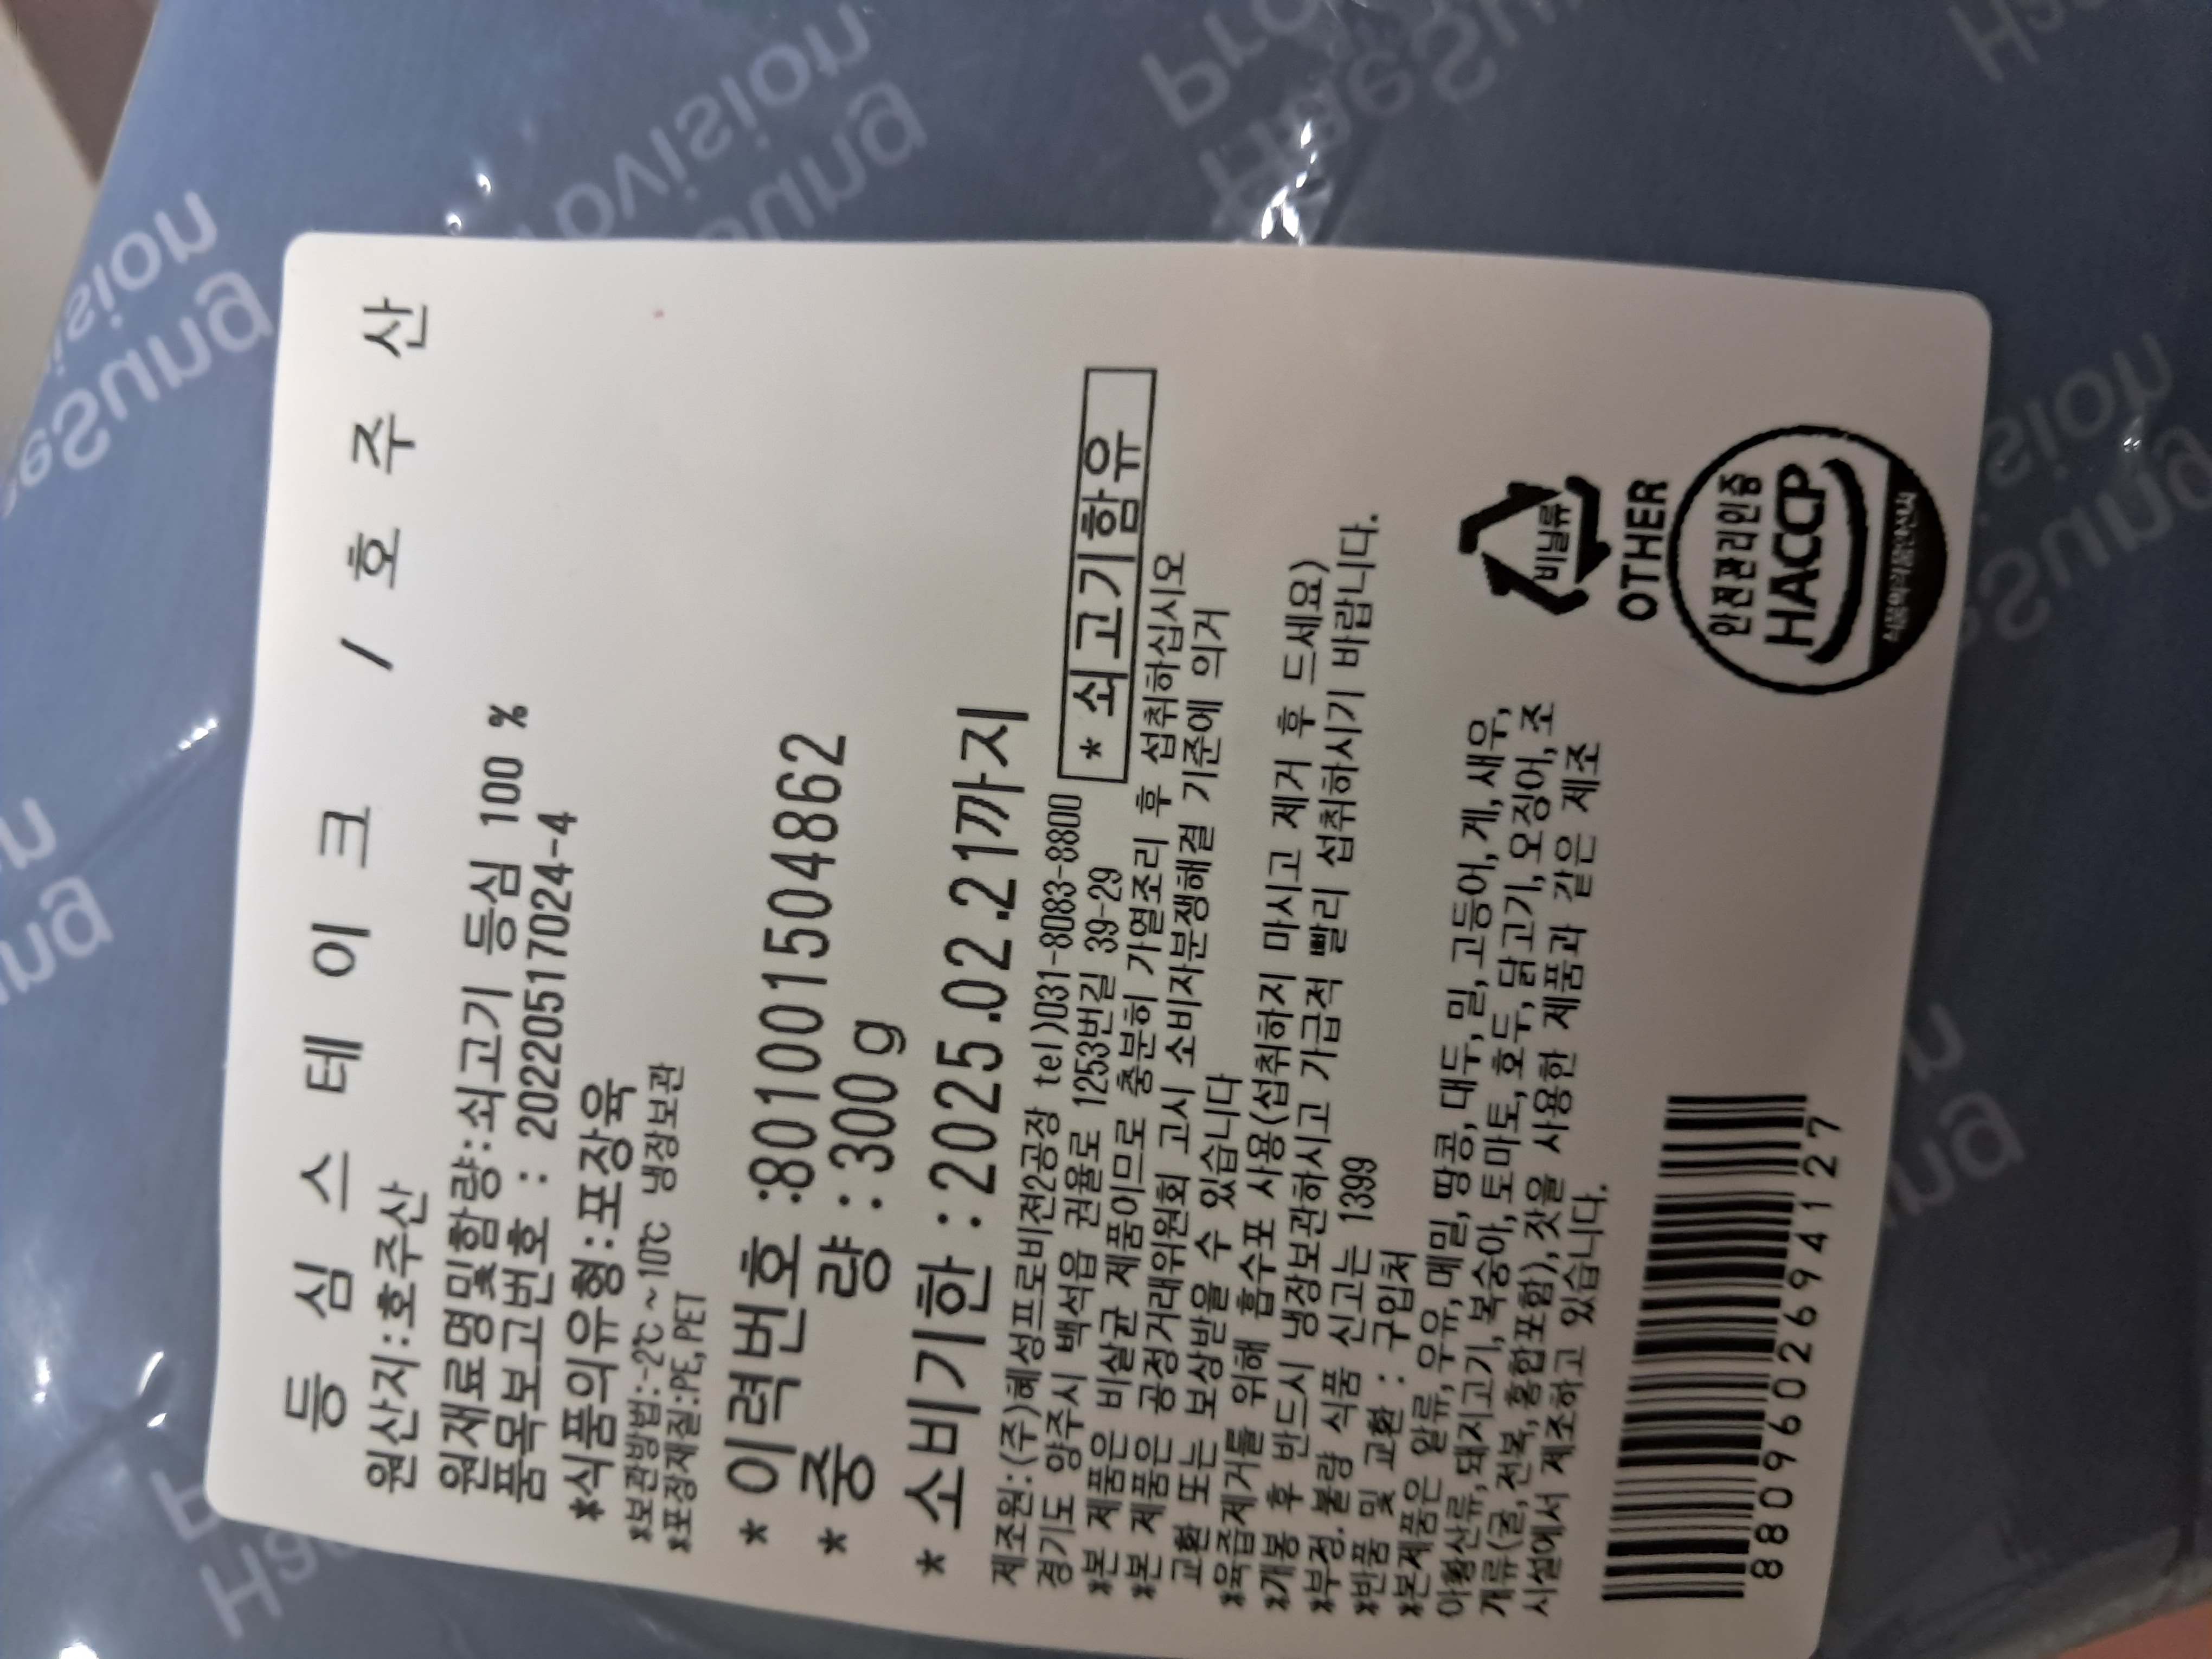 등 심 스 테 이 크 / 호 주 산
원산지:호주산
원재료명및함량:쇠고기 등심 100 %
품목보고번호 : 2022051702​4-4
*식품의유형:포장육
*보관방법:-2℃~10℃ 냉장보관
*포장재질:PE,PET
* 이력번호 :801001504862
* 중 량 : 300g
* 소비기한 : 2025.02.21까지
제조원:(주)혜성프로비젼2공장 tel)031-8083-8800
경기도 양주시 백석읍 권율로 1253번길 39-29
* 쇠고기함유
*본 제품은 비살균 제품이므로 충분히 가열조리 후 섭취하십시오
*본 제품은 공정거래위원회 고시 소비자분쟁해결 기준에 의거
교환 또는 보상받을 수 있습니다
*육즙제거를 위해 흡수포 사용(섭취하지 마시고 제거 후 드세요)
*개봉 후 반드시 냉장보관하시고 가급적 빨리 섭취하시기 바랍니다.
*부정.불량 식품 신고는 1399
*반품 및 교환 : 구입처
*본제품은 알류,우유,메밀,땅콩,대두,밀,고등어,게,새우,
아황산류,돼지고기,복숭아,토마토,호두,닭고기,오징어,조
개류(굴,전복,홍합포함),잣을 사용한 제품과 같은 제조
시설에서 제조하고 있습니다.
비닐류
OTHER
안전관리인증
HACCP
식품의약품안전처
8809602694127